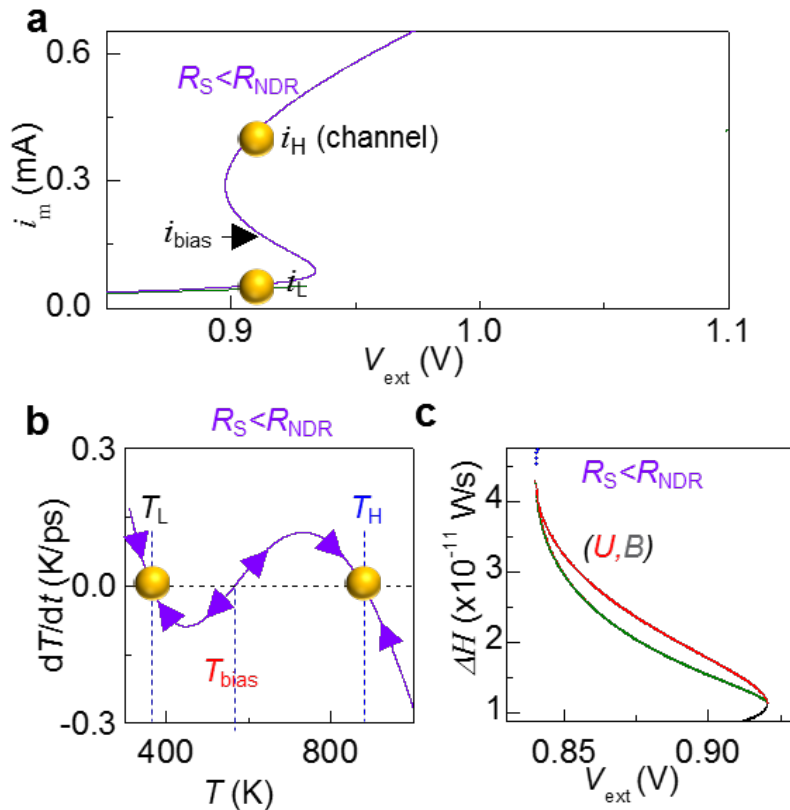 a
0.6
0.3
0.0
i_m (mA)
R_S<R_NDR
i_H (channel)
i_bias
i_L
0.9
1.0
1.1
V_ext (V)
b
R_S<R_NDR
0.3
0.0
-0.3
dT/dt (K/ps)
T_L
T_H
T_bias
400
800
T (K)
c
R_S<R_NDR
(U,B)
4
3
2
1
ΔH (x10⁻¹¹ Ws)
0.85
0.90
V_ext (V)